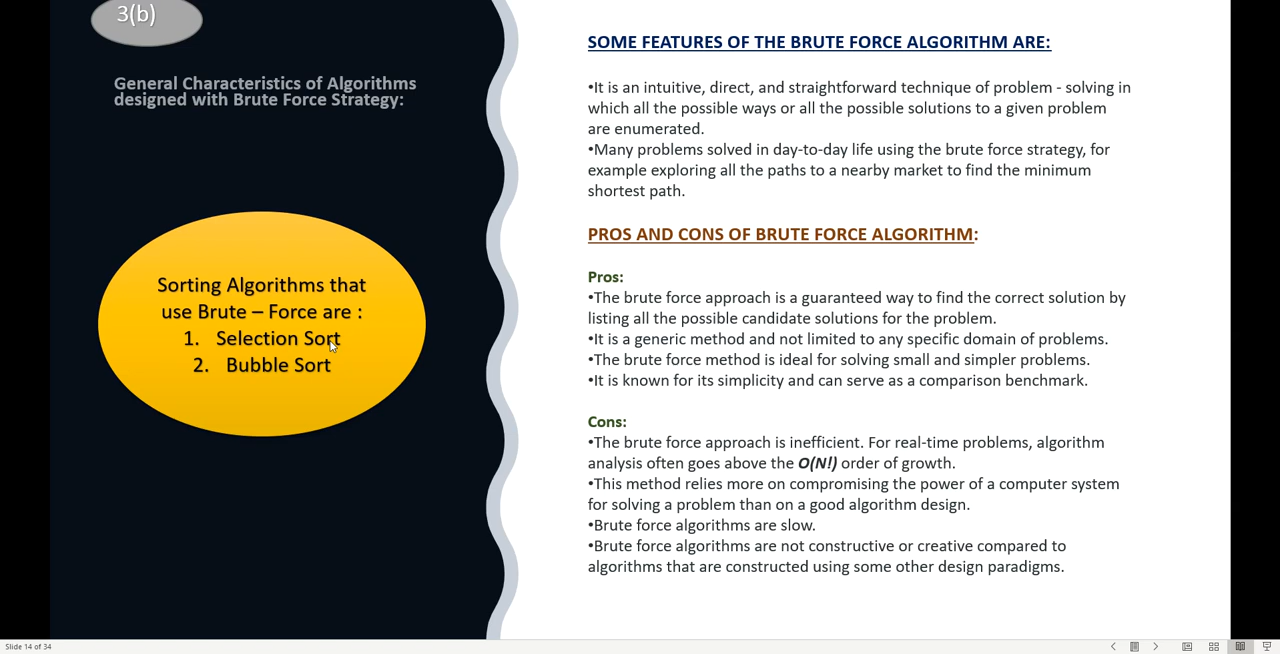 3(b)
General Characteristics of Algorithms
designed with Brute Force Strategy:
Sorting Algorithms that
use Brute – Force are :
1. Selection Sort
2. Bubble Sort
SOME FEATURES OF THE BRUTE FORCE ALGORITHM ARE:
•It is an intuitive, direct, and straightforward technique of problem - solving in
which all the possible ways or all the possible solutions to a given problem
are enumerated.
•Many problems solved in day-to-day life using the brute force strategy, for
example exploring all the paths to a nearby market to find the minimum
shortest path.
PROS AND CONS OF BRUTE FORCE ALGORITHM:
Pros:
•The brute force approach is a guaranteed way to find the correct solution by
listing all the possible candidate solutions for the problem.
•It is a generic method and not limited to any specific domain of problems.
•The brute force method is ideal for solving small and simpler problems.
•It is known for its simplicity and can serve as a comparison benchmark.
Cons:
•The brute force approach is inefficient. For real-time problems, algorithm
analysis often goes above the O(N!) order of growth.
•This method relies more on compromising the power of a computer system
for solving a problem than on a good algorithm design.
•Brute force algorithms are slow.
•Brute force algorithms are not constructive or creative compared to
algorithms that are constructed using some other design paradigms.
Slide 14 of 34